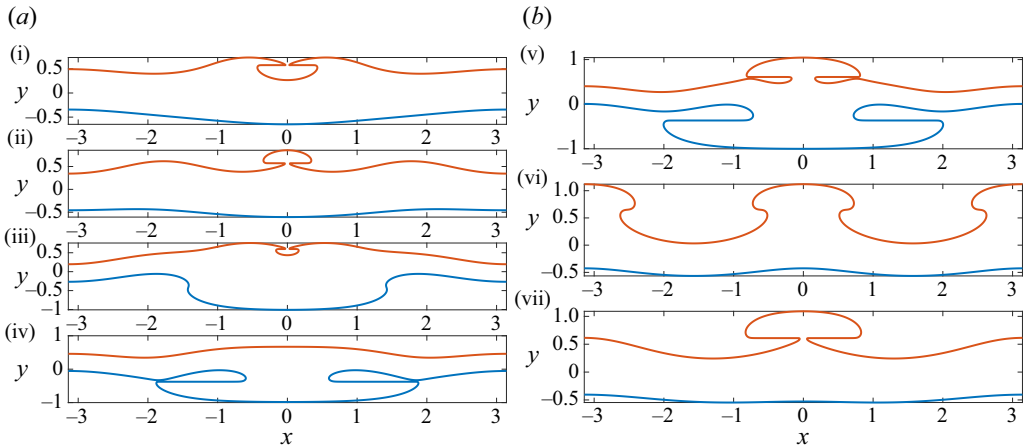 (a)
(i)
0.5
y 0
–0.5
–3 –2 –1 0 1 2 3
(ii)
0.5
y 0
–0.5
–3 –2 –1 0 1 2 3
(iii)
0.5
y 0
–0.5
–1
–3 –2 –1 0 1 2 3
(iv)
1
y 0
–1
–3 –2 –1 0 1 2 3
x
(b)
(v)
1
y 0
–1
–3 –2 –1 0 1 2 3
(vi)
1.0
y 0.5
0
–0.5
–3 –2 –1 0 1 2 3
(vii)
1.0
y 0.5
0
–0.5
–3 –2 –1 0 1 2 3
x